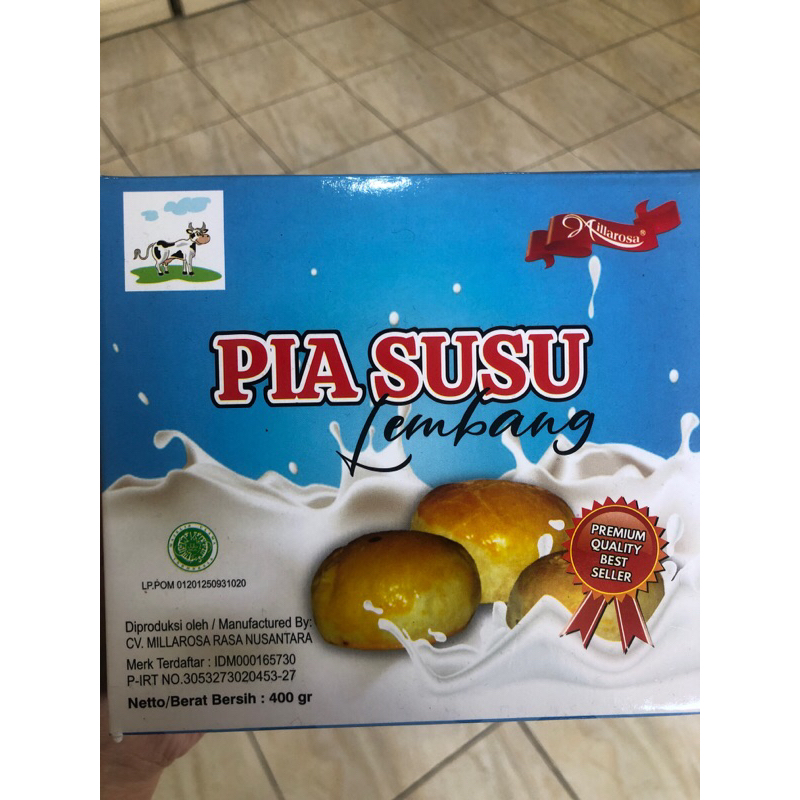 Millarosa®
PIA SUSU
Lembang
PREMIUM
QUALITY
BEST
SELLER
LP.POM 01201250931020
Diproduksi oleh / Manufactured By:
CV. MILLAROSA RASA NUSANTARA
Merk Terdaftar : IDM000165730
P-IRT NO.3053273020453-27
Netto/Berat Bersih : 400 gr